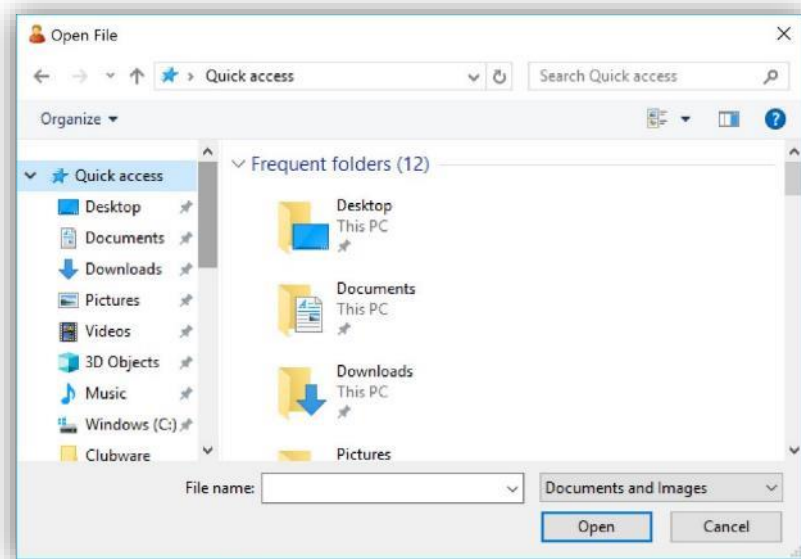 Open File
Quick access
Search Quick access
Organize
Quick access
Desktop
Documents
Downloads
Pictures
Videos
3D Objects
Music
Windows (C:)
Clubware
Frequent folders (12)
Desktop
This PC
Documents
This PC
Downloads
This PC
Pictures
File name:
Documents and Images
Open
Cancel